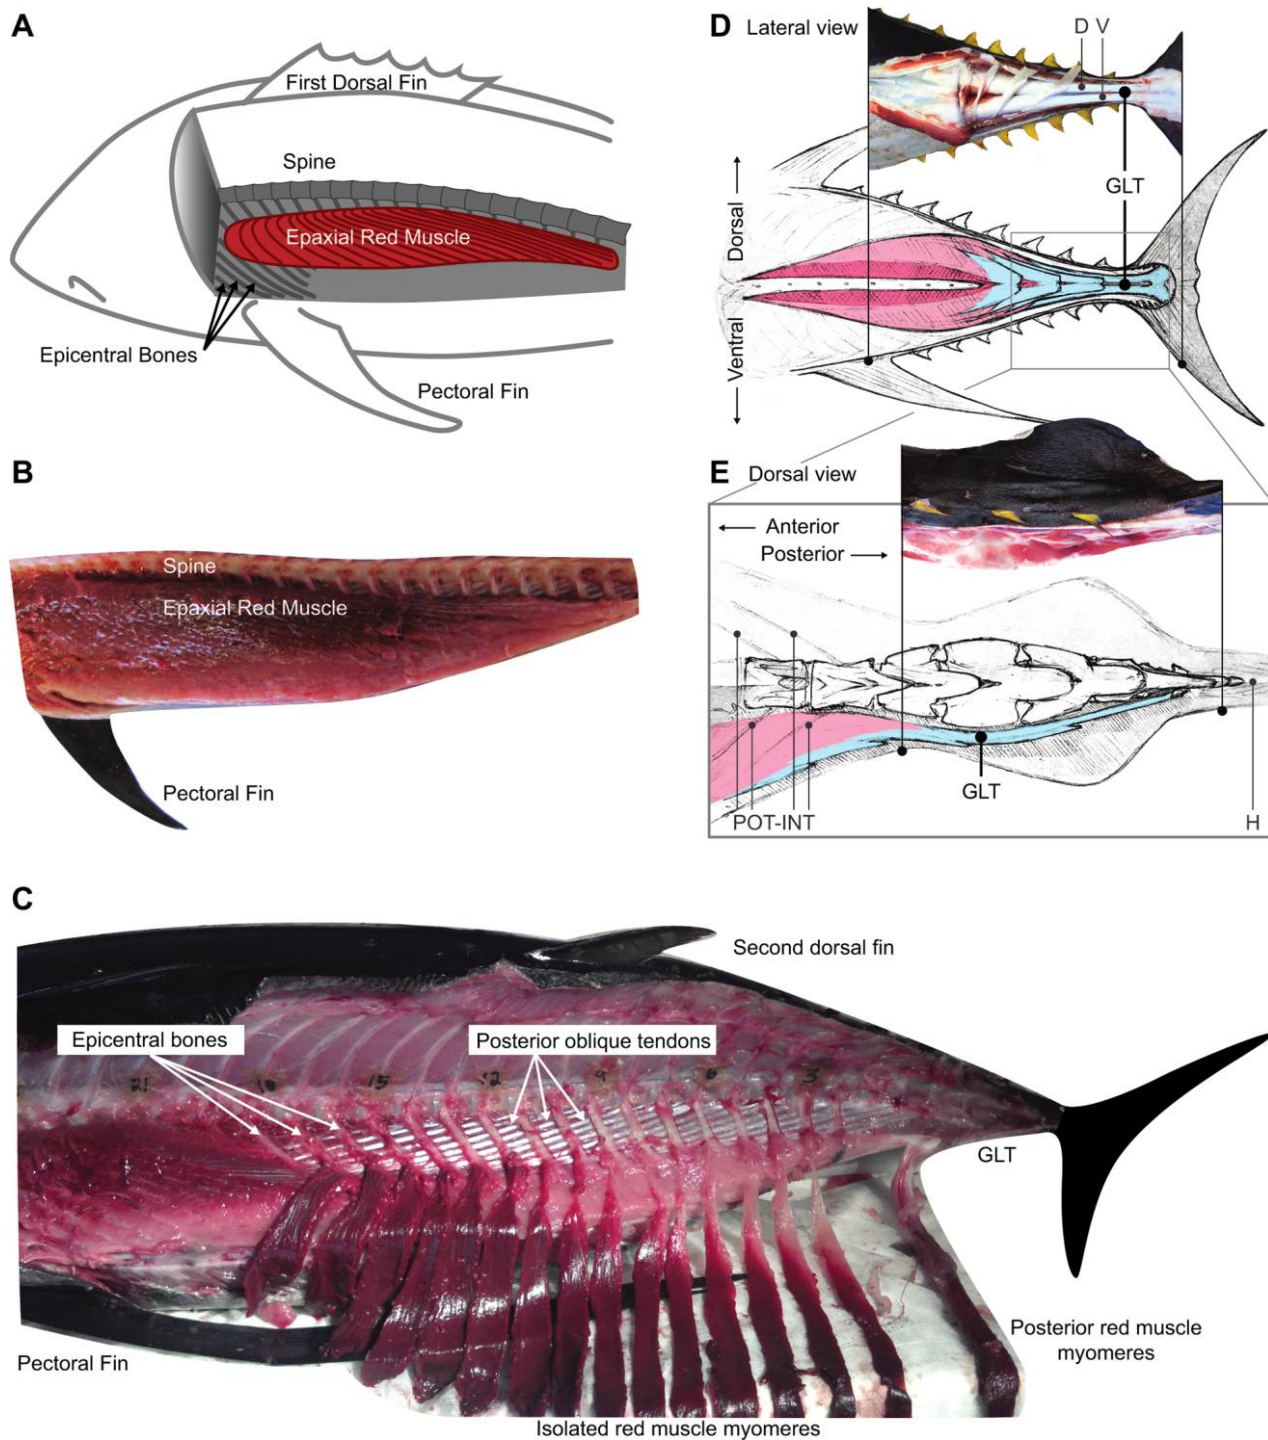 A
First Dorsal Fin
Spine
Epaxial Red Muscle
Epicentral Bones
Pectoral Fin
B
Spine
Epaxial Red Muscle
Pectoral Fin
D
Lateral view
D V
GLT
Dorsal
Ventral
E
Dorsal view
Anterior
Posterior
GLT
POT-INT
H
C
Second dorsal fin
Epicentral bones
Posterior oblique tendons
21 18 15 12 9 6 3
GLT
Posterior red muscle
myomeres
Pectoral Fin
Isolated red muscle myomeres